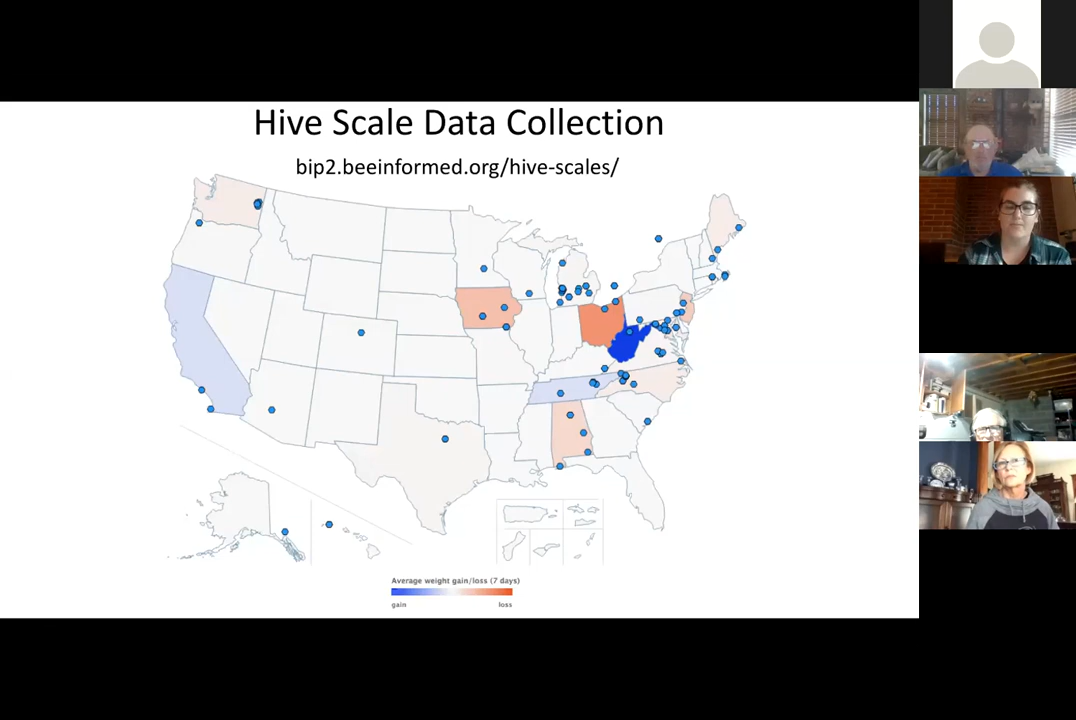 Hive Scale Data Collection
bip2.beeinformed.org/hive-scales/
Average weight gain/loss (7 days)
gain
loss